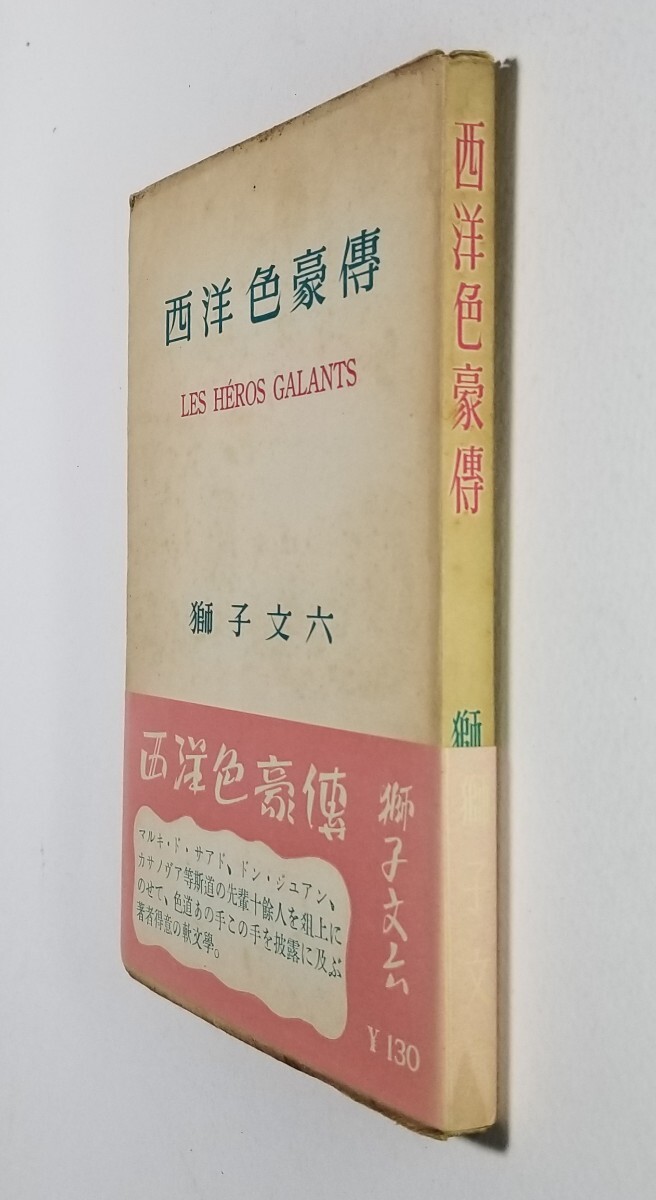 西洋色豪傳
LES HÉROS GALANTS
獅子文六
西洋色豪傳
獅子文六
マルキ・ド・サアド、ドン・ジュアン、
カサノヴァ等斯道の先輩十餘人を俎上に
のせて、色道あの手この手を披露に及ぶ
著者得意の軟文學。
¥130
西洋色豪傳
獅
獅子文